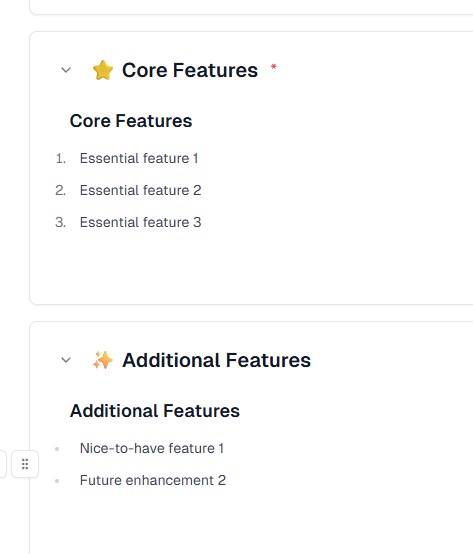 ⭐ Core Features *
Core Features
1. Essential feature 1
2. Essential feature 2
3. Essential feature 3
✨ Additional Features
Additional Features
• Nice-to-have feature 1
• Future enhancement 2